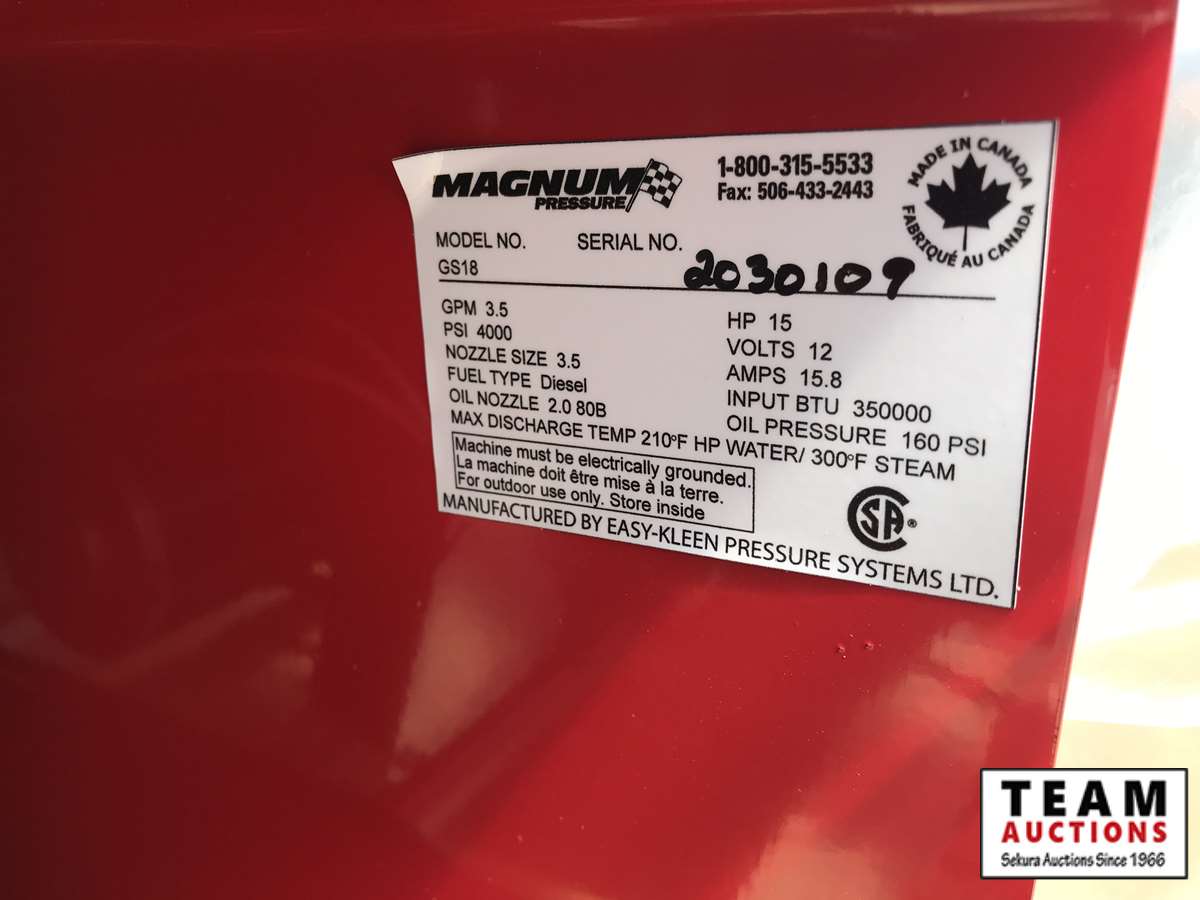 MAGNUM
PRESSURE
1-800-315-5533
Fax: 506-433-2443
MADE IN CANADA
FABRIQUÉ AU CANADA
MODEL NO. SERIAL NO.
GS18 2030109
GPM 3.5
PSI 4000
NOZZLE SIZE 3.5
FUEL TYPE Diesel
OIL NOZZLE 2.0 80B
HP 15
VOLTS 12
AMPS 15.8
INPUT BTU 350000
OIL PRESSURE 160 PSI
MAX DISCHARGE TEMP 210°F HP WATER/ 300°F STEAM
Machine must be electrically grounded.
La machine doit être mise à la terre.
For outdoor use only. Store inside
CSA®
MANUFACTURED BY EASY-KLEEN PRESSURE SYSTEMS LTD.
TEAM
AUCTIONS
Sekura Auctions Since 1966